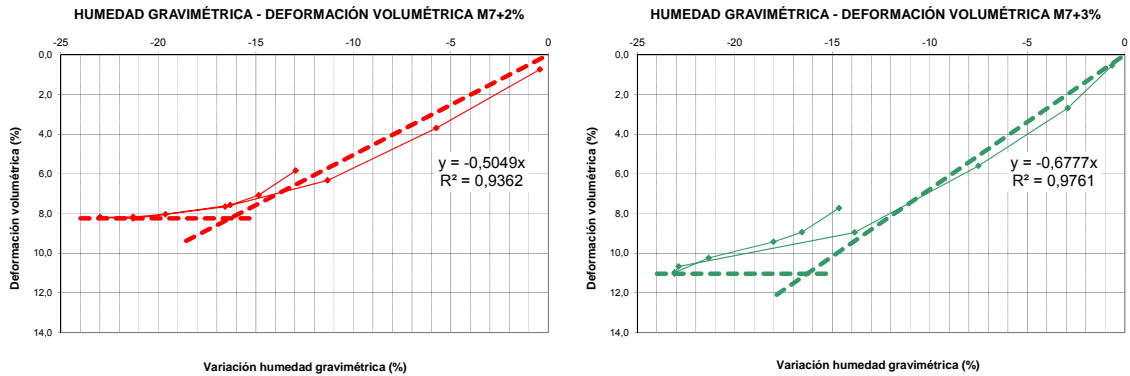 HUMEDAD GRAVIMÉTRICA - DEFORMACIÓN VOLUMÉTRICA M7+2%
-25 -20 -15 -10 -5 0
0,0
2,0
4,0
6,0
8,0
10,0
12,0
14,0
Deformación volumétrica (%)
y = -0,5049x
R² = 0,9362
Variación humedad gravimétrica (%)
HUMEDAD GRAVIMÉTRICA - DEFORMACIÓN VOLUMÉTRICA M7+3%
-25 -20 -15 -10 -5 0
0,0
2,0
4,0
6,0
8,0
10,0
12,0
14,0
Deformación volumétrica (%)
y = -0,6777x
R² = 0,9761
Variación humedad gravimétrica (%)